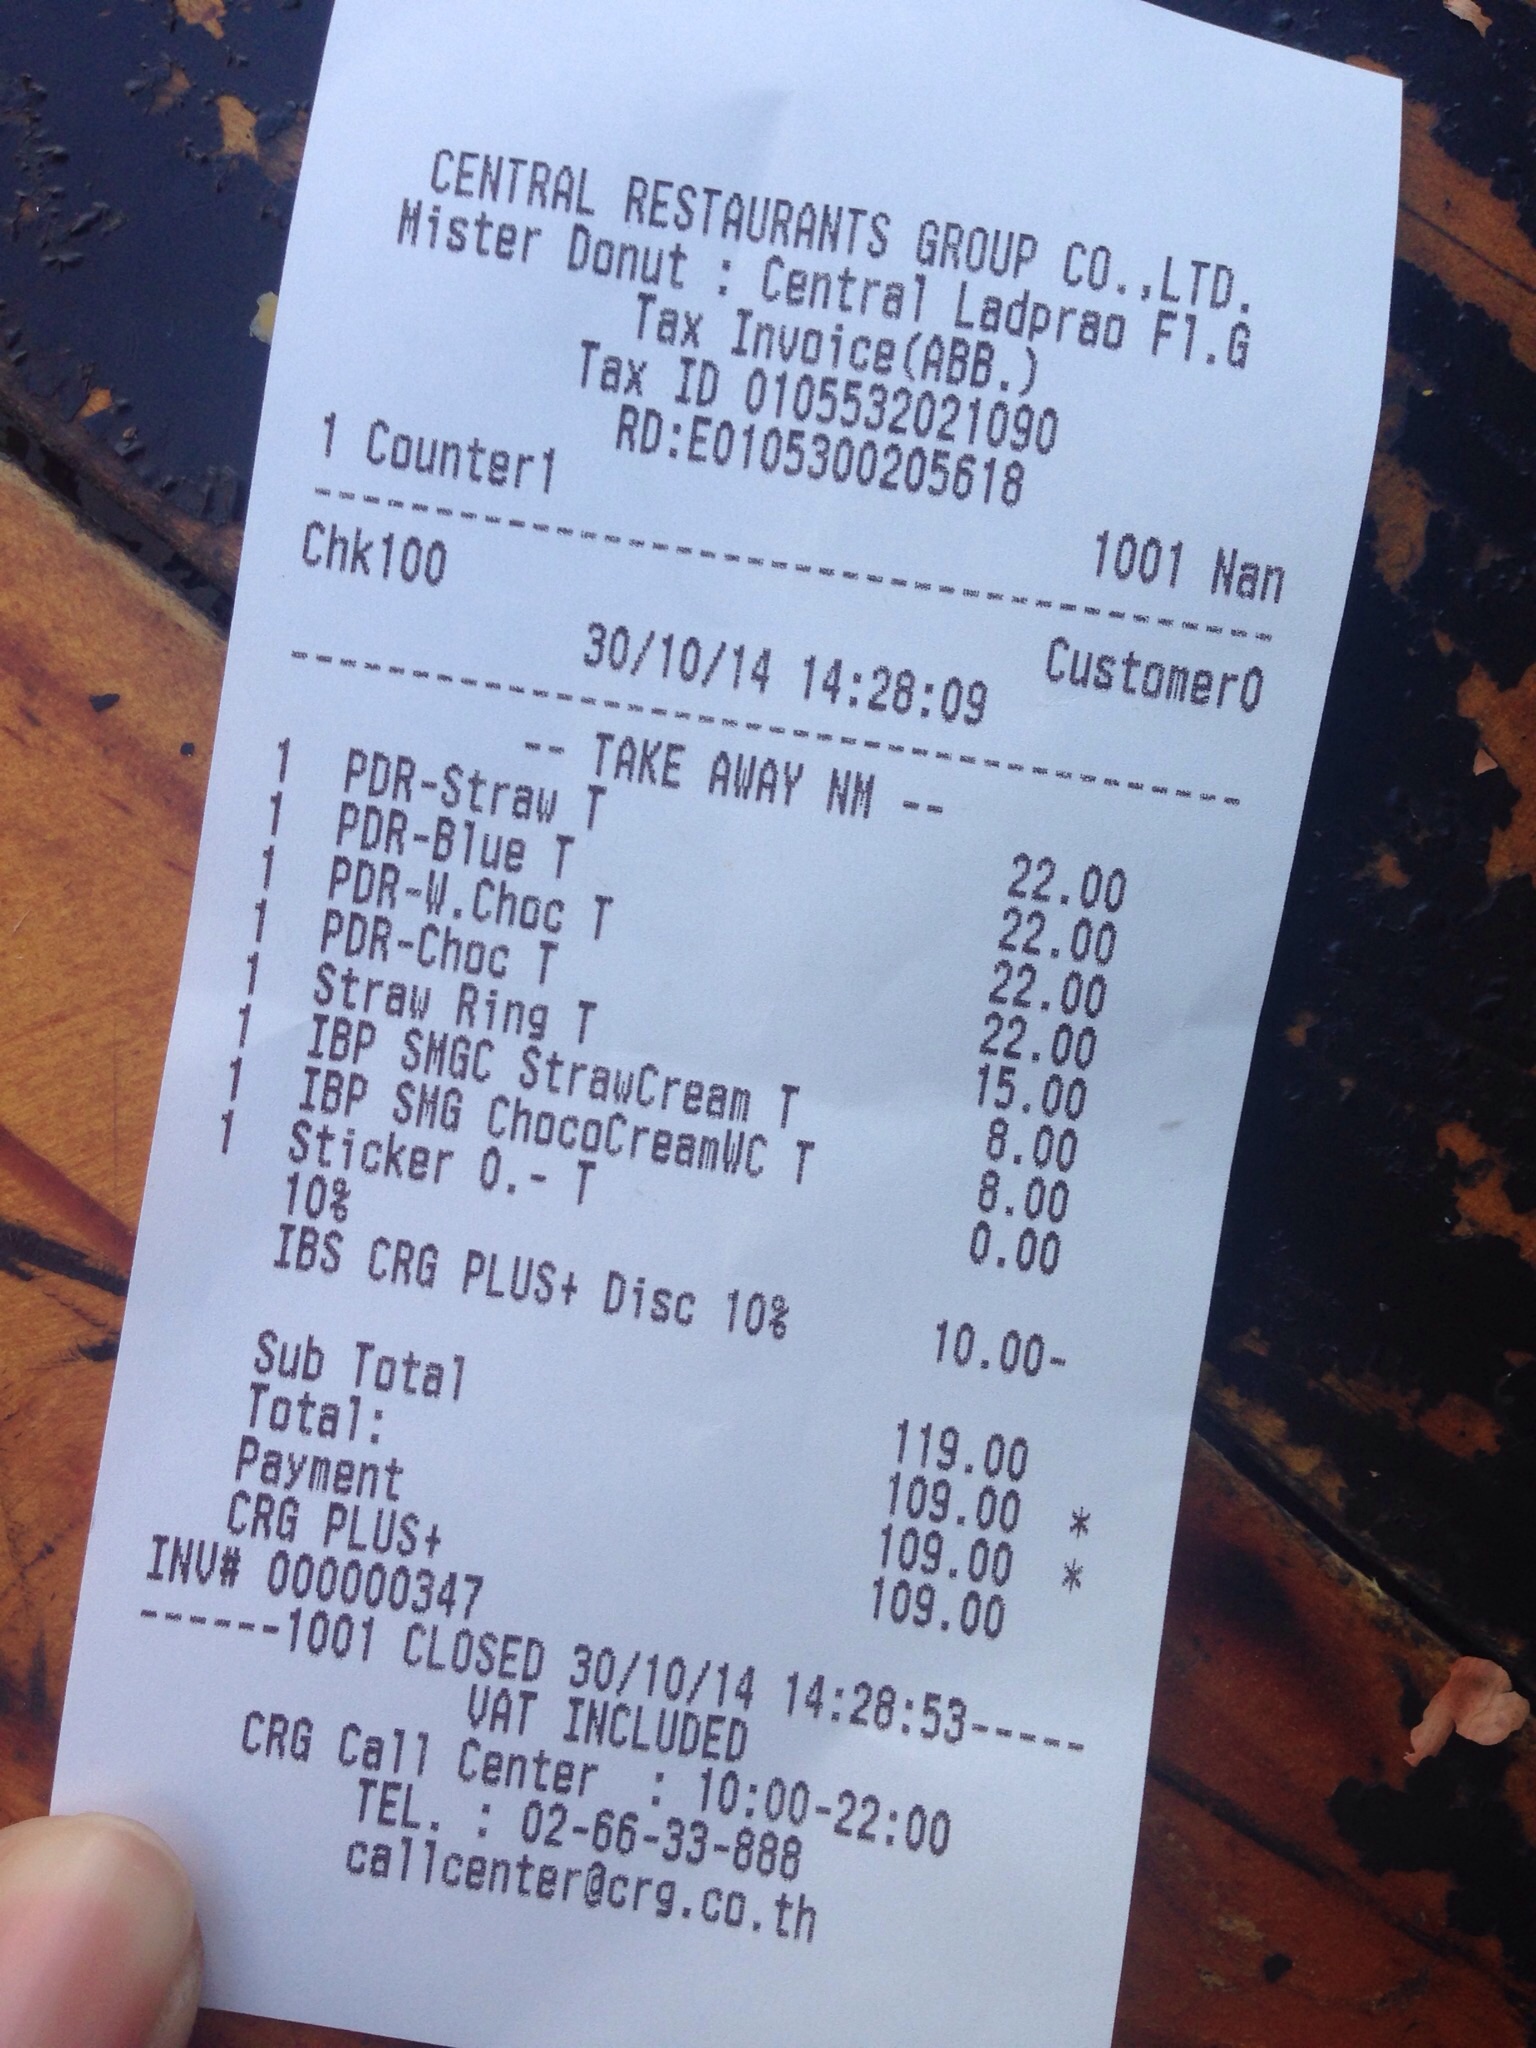 CENTRAL RESTAURANTS GROUP CO.,LTD.
Mister Donut : Central Ladprao Fl.G
Tax Invoice(ABB.)
Tax ID 0105532021090
RD:E0105300205618
1 Counter1 1001 Nan
-----------------------------------
Chk100 Customer0
30/10/14 14:28:09
-----------------------------------
-- TAKE AWAY NM --
1 PDR-Straw T 22.00
1 PDR-Blue T 22.00
1 PDR-W.Choc T 22.00
1 PDR-Choc T 22.00
1 Straw Ring T 15.00
1 IBP SMGC StrawCream T 8.00
1 IBP SMG ChocoCreamWC T 8.00
1 Sticker 0.- T 0.00
10%
IBS CRG PLUS+ Disc 10% 10.00-
Sub Total 119.00
Total: 109.00 *
Payment 109.00 *
CRG PLUS+ 109.00
INV# 000000347
------1001 CLOSED 30/10/14 14:28:53-----
VAT INCLUDED
CRG Call Center : 10:00-22:00
TEL. : 02-66-33-888
callcenter@crg.co.th